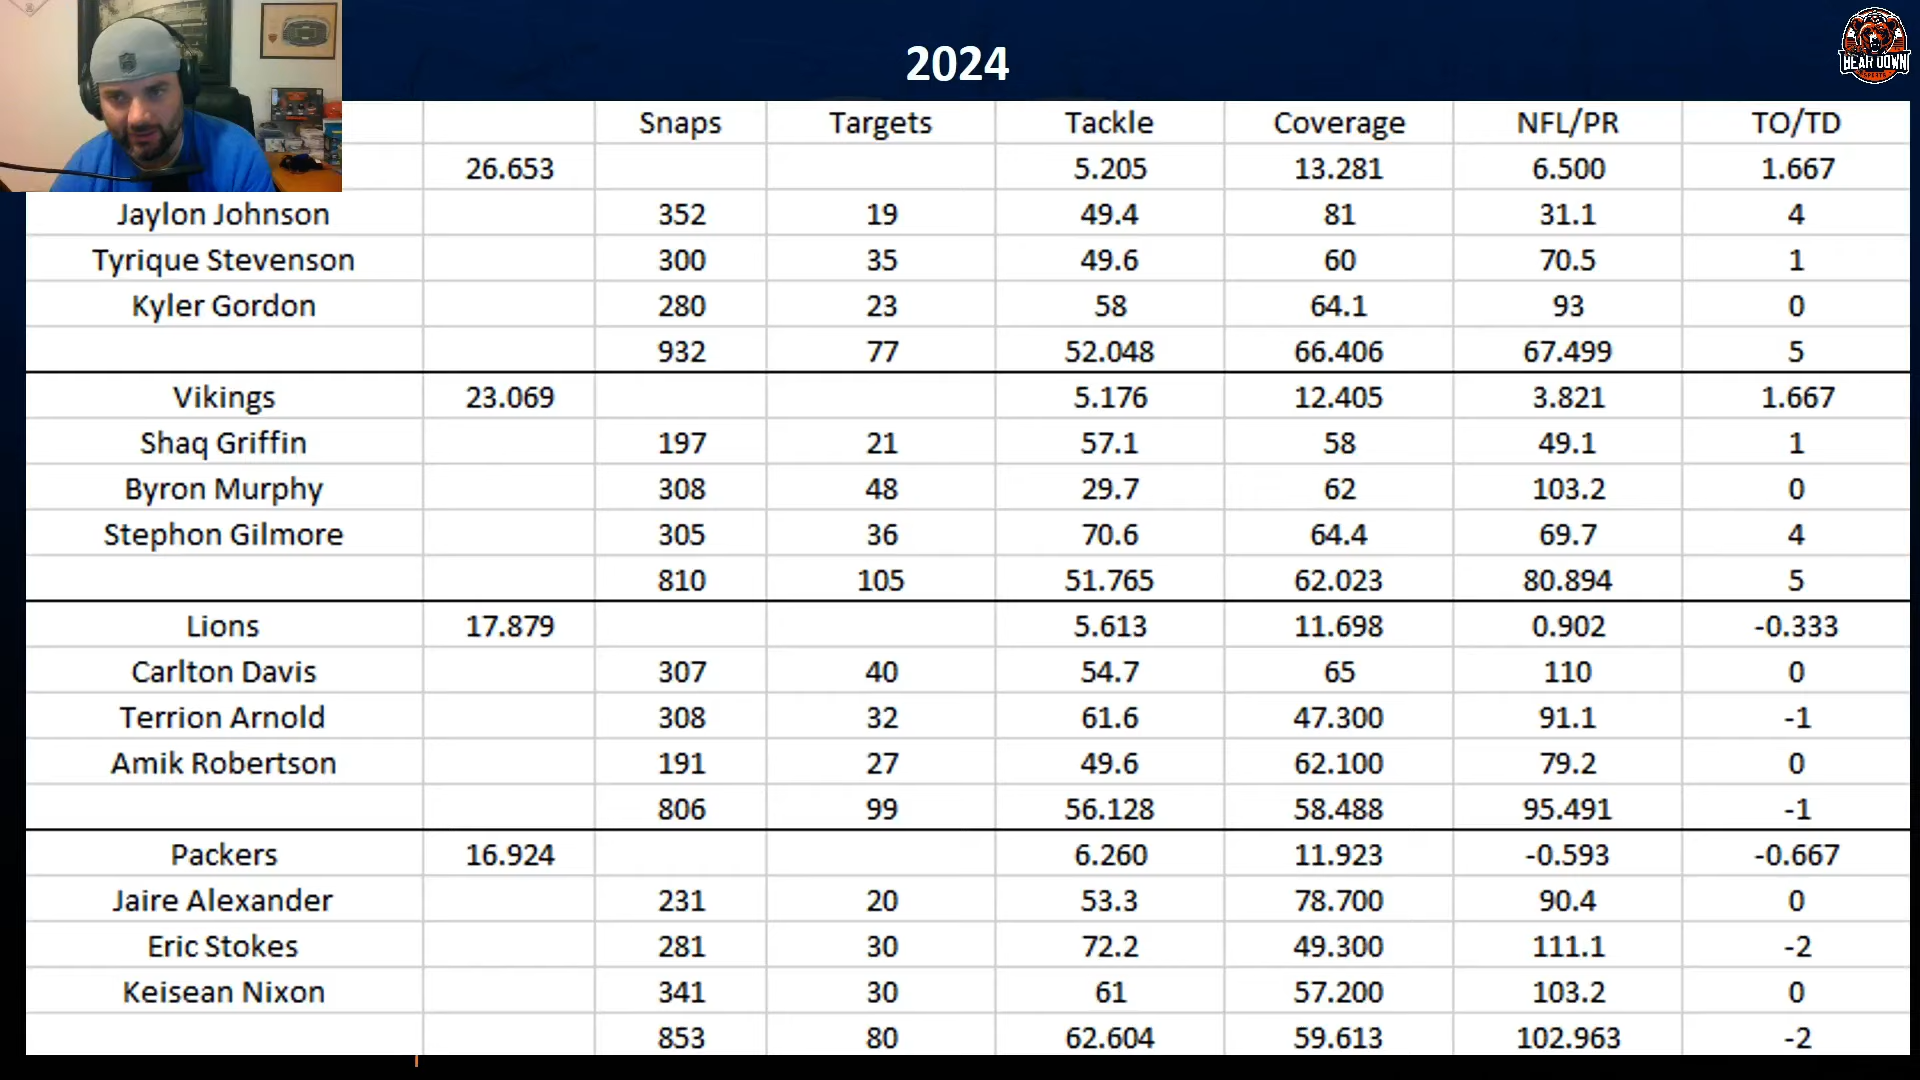 2024
BEAR DOWN
Snaps Targets Tackle Coverage NFL/PR TO/TD
26.653 5.205 13.281 6.500 1.667
Jaylon Johnson 352 19 49.4 81 31.1 4
Tyrique Stevenson 300 35 49.6 60 70.5 1
Kyler Gordon 280 23 58 64.1 93 0
932 77 52.048 66.406 67.499 5
Vikings 23.069 5.176 12.405 3.821 1.667
Shaq Griffin 197 21 57.1 58 49.1 1
Byron Murphy 308 48 29.7 62 103.2 0
Stephon Gilmore 305 36 70.6 64.4 69.7 4
810 105 51.765 62.023 80.894 5
Lions 17.879 5.613 11.698 0.902 -0.333
Carlton Davis 307 40 54.7 65 110 0
Terrion Arnold 308 32 61.6 47.300 91.1 -1
Amik Robertson 191 27 49.6 62.100 79.2 0
806 99 56.128 58.488 95.491 -1
Packers 16.924 6.260 11.923 -0.593 -0.667
Jaire Alexander 231 20 53.3 78.700 90.4 0
Eric Stokes 281 30 72.2 49.300 111.1 -2
Keisean Nixon 341 30 61 57.200 103.2 0
853 80 62.604 59.613 102.963 -2